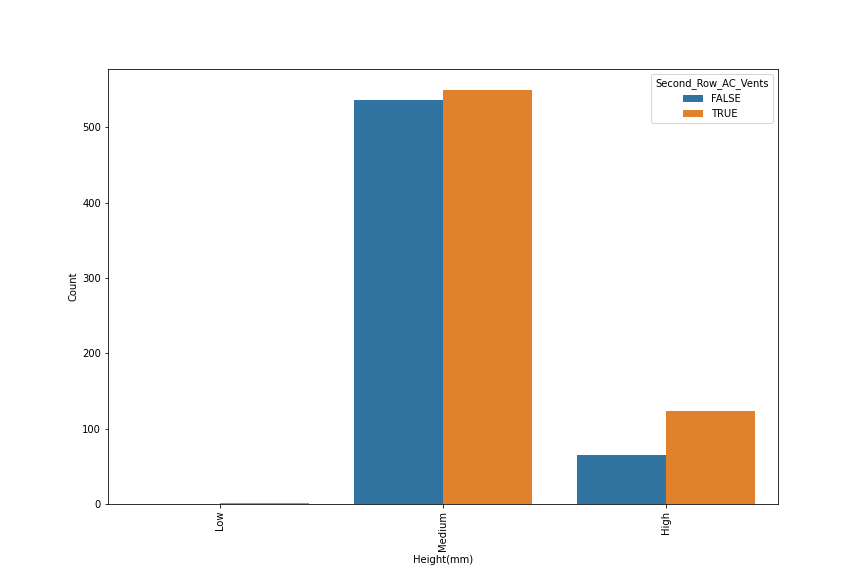 Second_Row_AC_Vents
FALSE
TRUE
500
400
300
200
100
0
Count
Low
Medium
High
Height(mm)